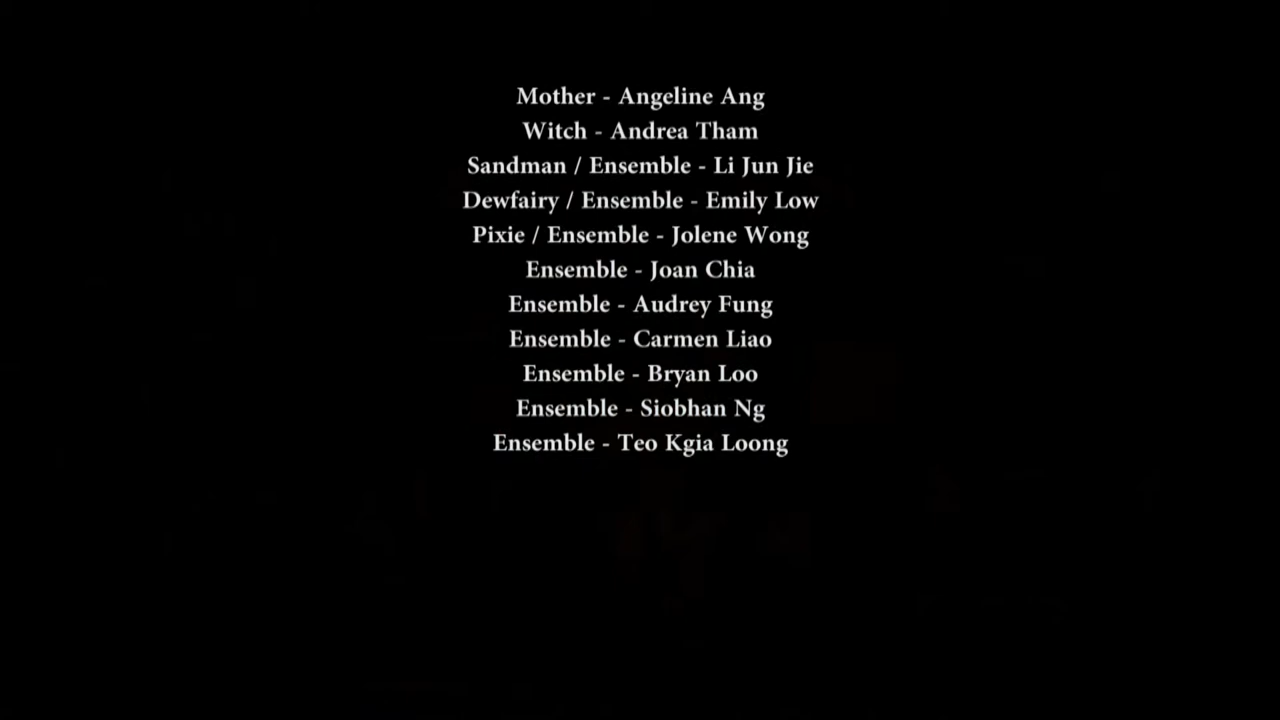 Mother - Angeline Ang
Witch - Andrea Tham
Sandman / Ensemble - Li Jun Jie
Dewfairy / Ensemble - Emily Low
Pixie / Ensemble - Jolene Wong
Ensemble - Joan Chia
Ensemble - Audrey Fung
Ensemble - Carmen Liao
Ensemble - Bryan Loo
Ensemble - Siobhan Ng
Ensemble - Teo Kgia Loong